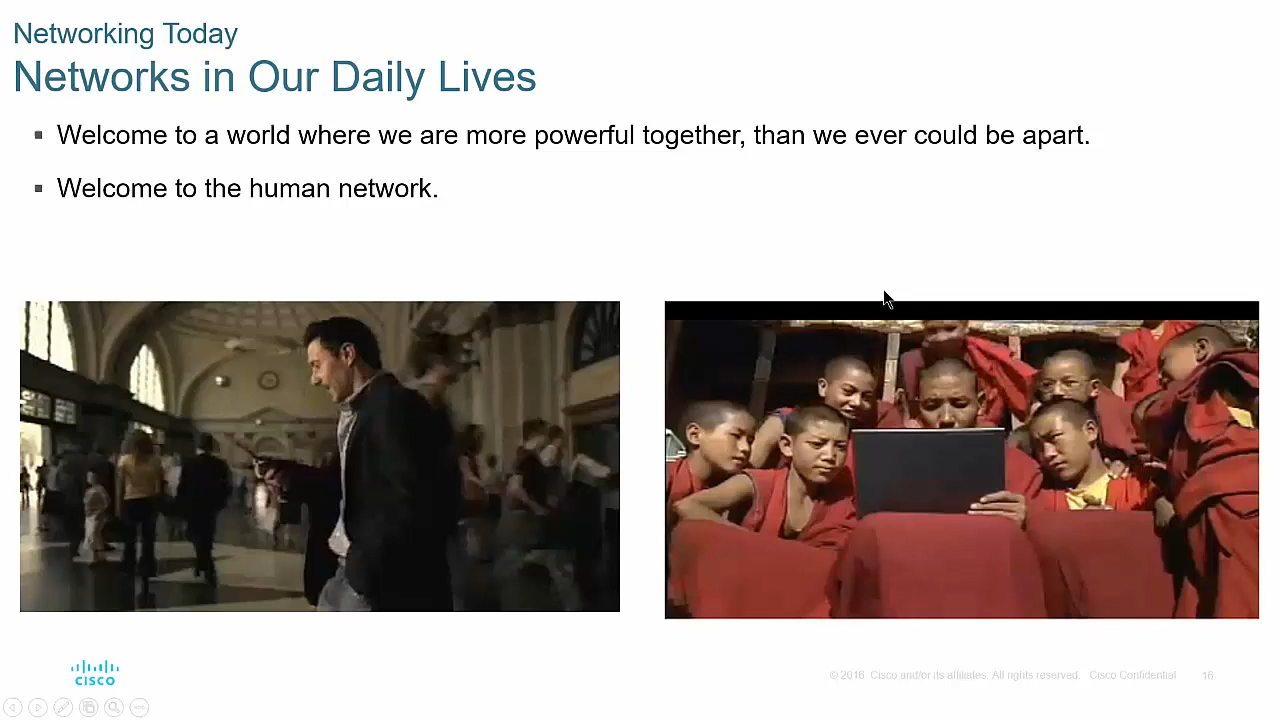 Networking Today
Networks in Our Daily Lives
Welcome to a world where we are more powerful together, than we ever could be apart.
Welcome to the human network.
CISCO
© 2016 Cisco and/or its affiliates. All rights reserved. Cisco Confidential 16